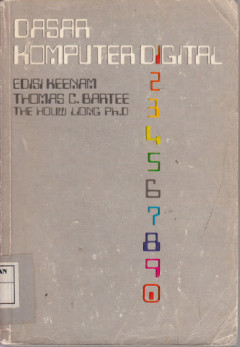 DASAR
KOMPUTER DIGITAL
EDISI KEENAM
THOMAS C. BARTEE
THE HOUW LIONG Ph.D
1
2
3
4
5
6
7
8
9
0